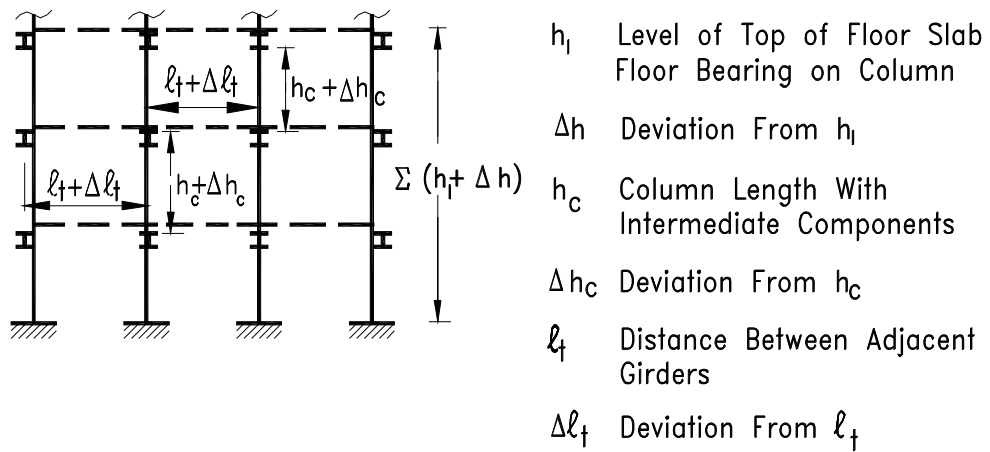 ℓt+Δℓt
hc+Δhc
ℓt+Δℓt
hc+Δhc
Σ (hl+ Δh)
hl Level of Top of Floor Slab
Floor Bearing on Column
Δh Deviation From hl
hc Column Length With
Intermediate Components
Δhc Deviation From hc
ℓt Distance Between Adjacent
Girders
Δℓt Deviation From ℓt